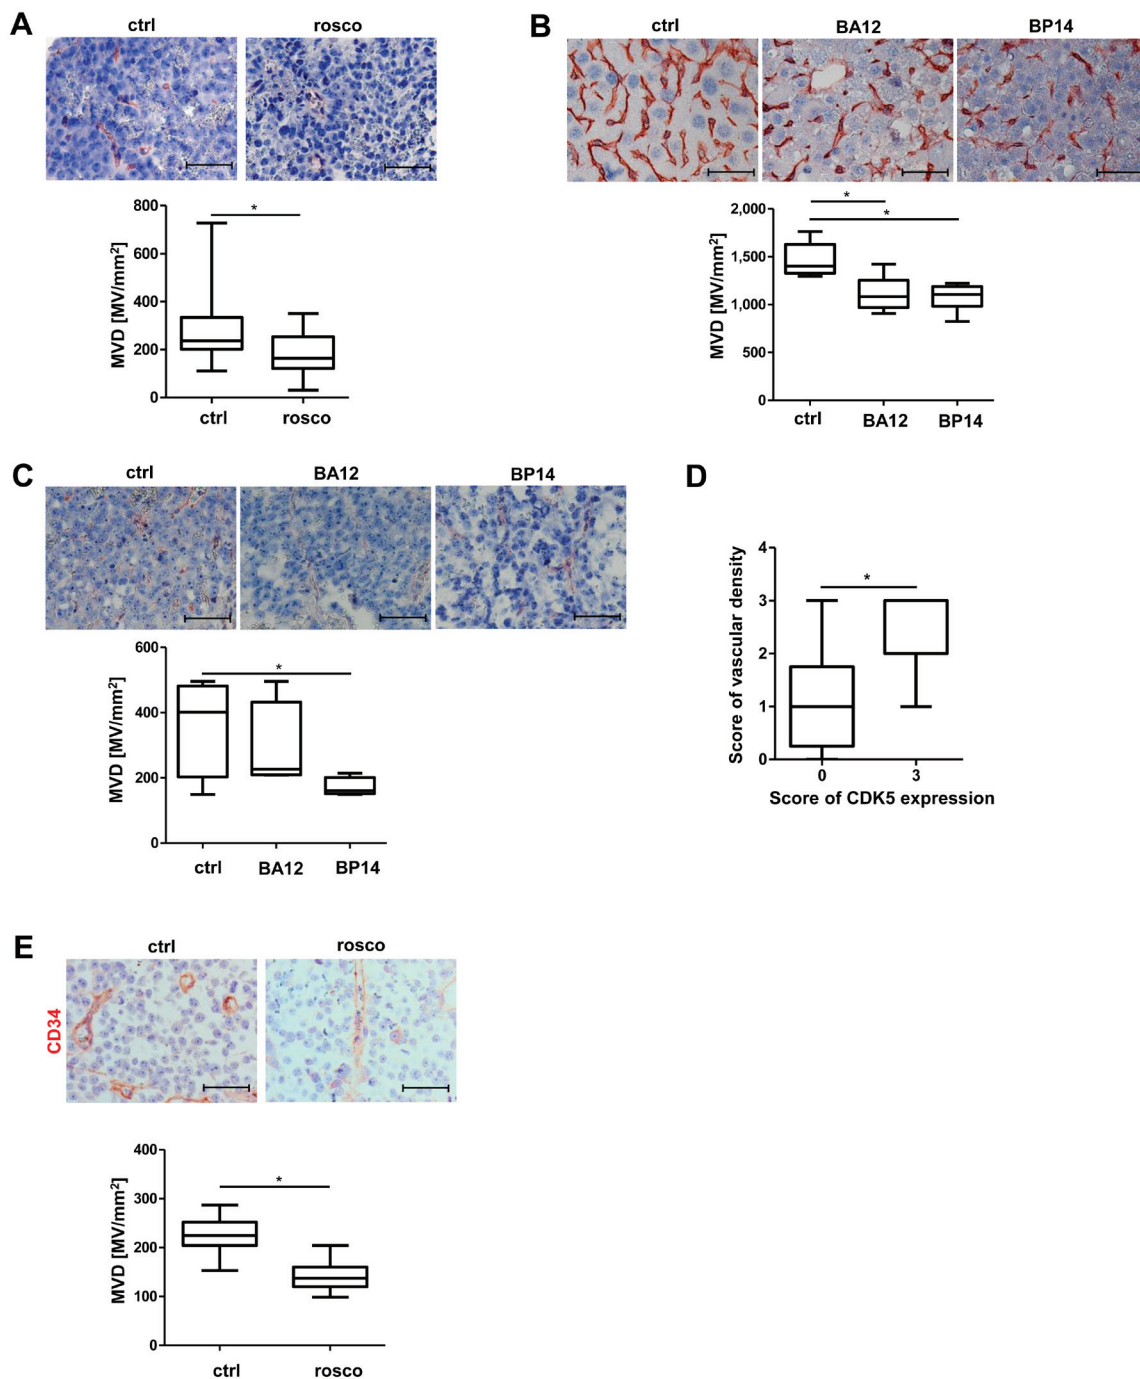 A
ctrl
rosco
800
600
400
200
0
MVD [MV/mm²]
*
ctrl
rosco
B
ctrl
BA12
BP14
2,000
1,500
1,000
500
0
MVD [MV/mm²]
*
*
ctrl
BA12
BP14
C
ctrl
BA12
BP14
600
400
200
0
MVD [MV/mm²]
*
ctrl
BA12
BP14
D
4
3
2
1
0
Score of vascular density
*
0
3
Score of CDK5 expression
E
ctrl
rosco
CD34
400
300
200
100
0
MVD [MV/mm²]
*
ctrl
rosco